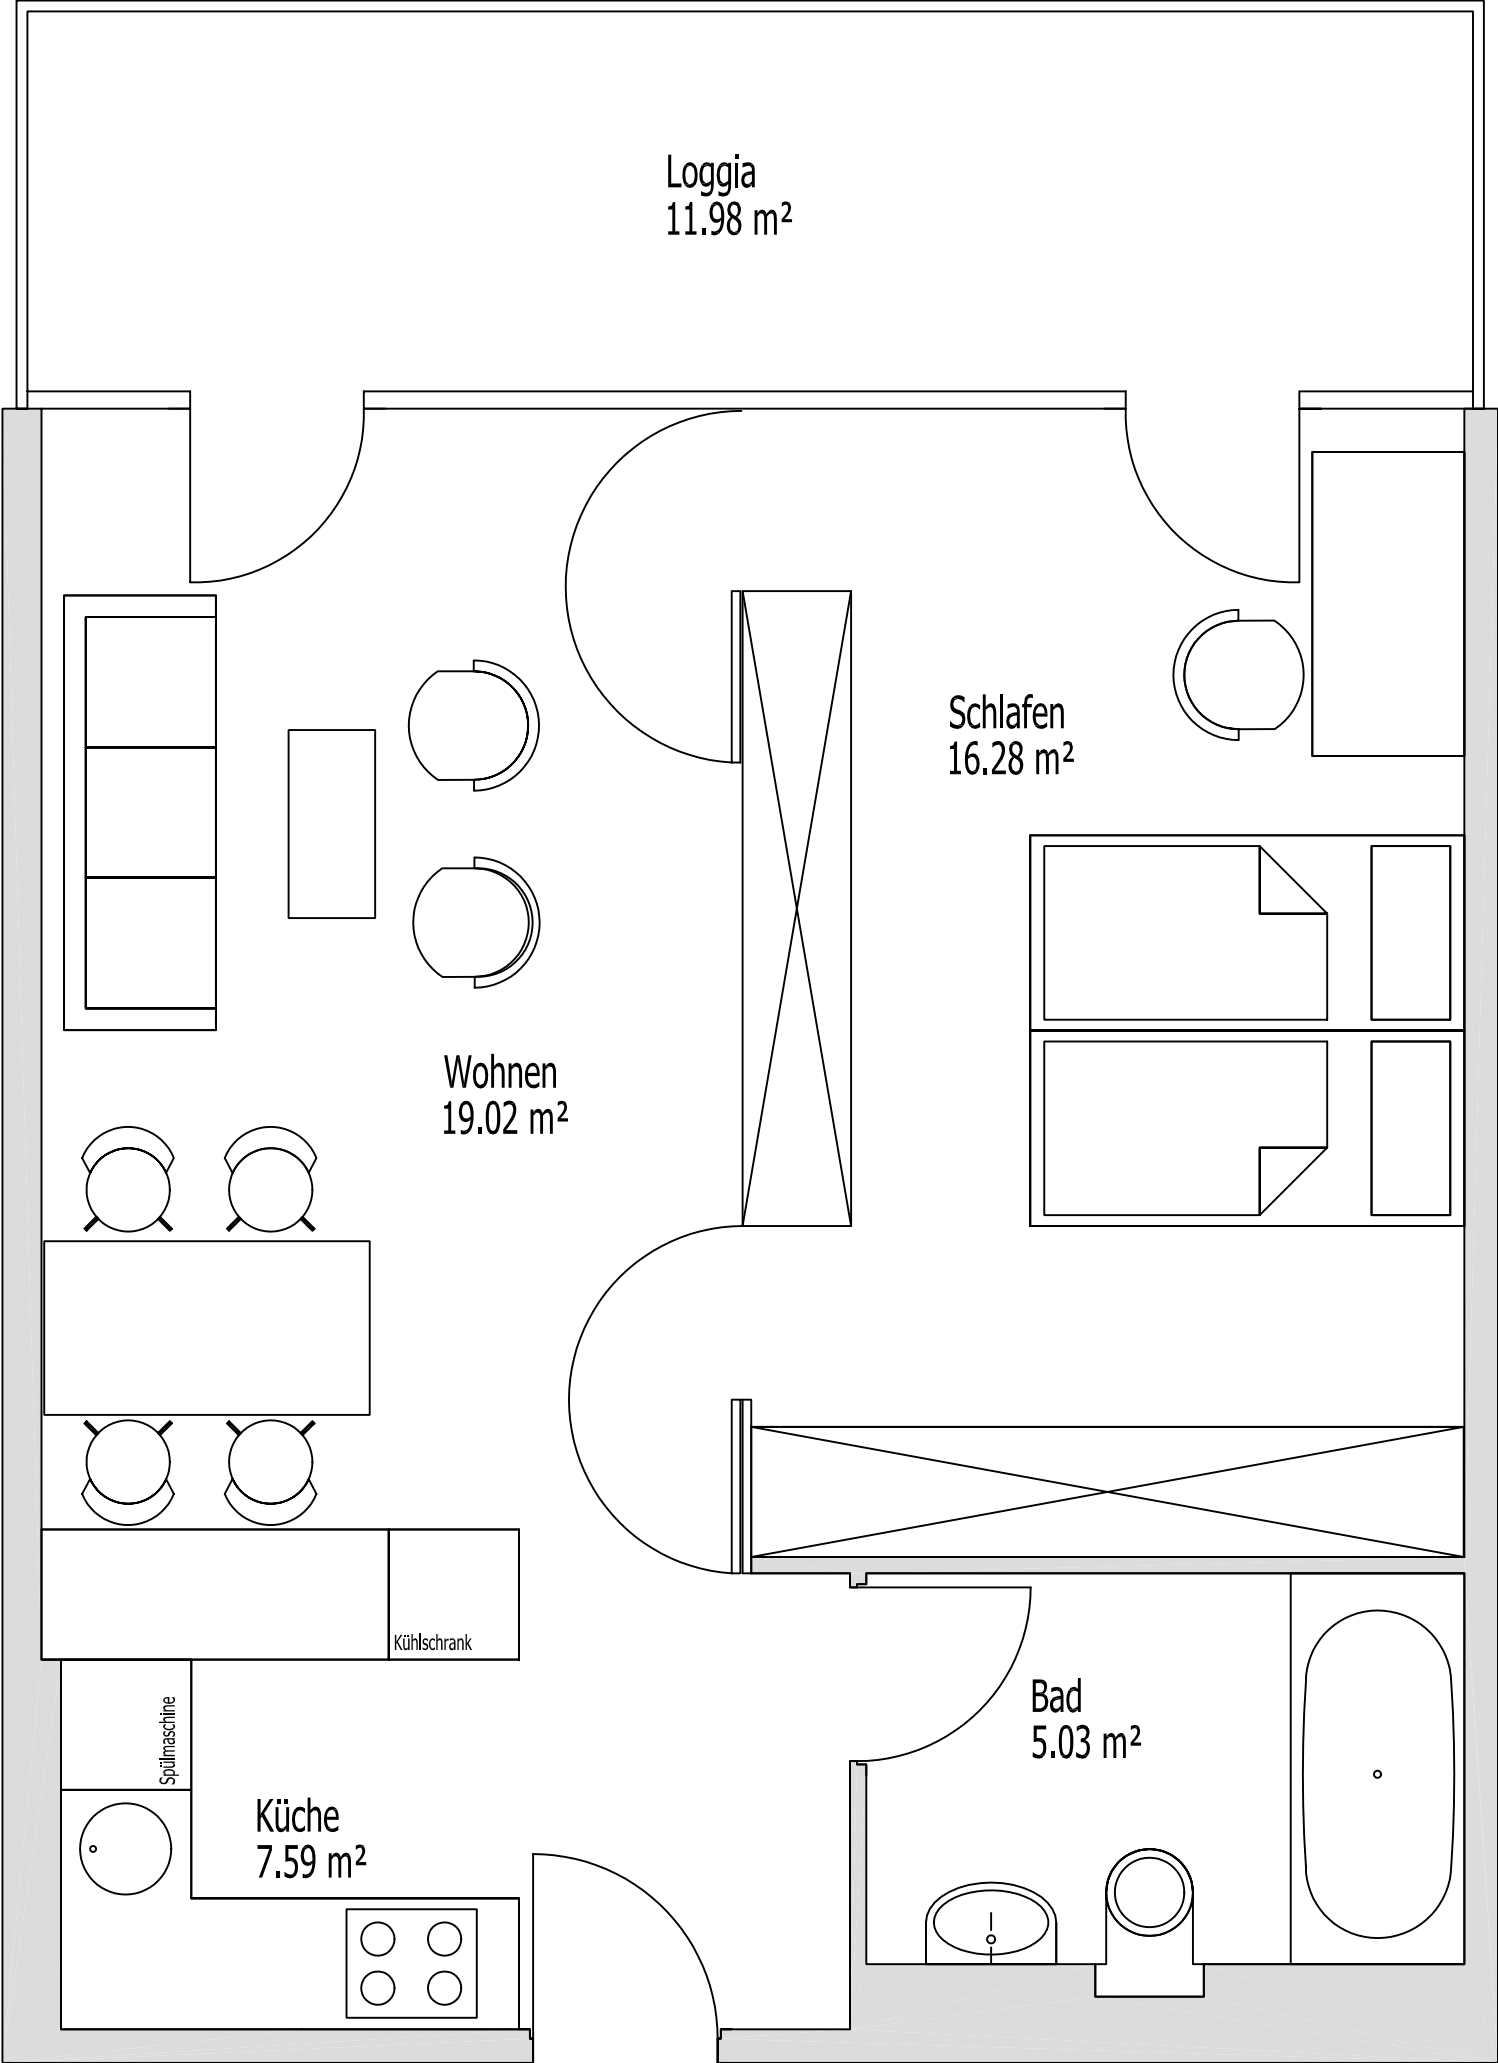 Loggia
11.98 m²
Schlafen
16.28 m²
Wohnen
19.02 m²
Kühlschrank
Spülmaschine
Bad
5.03 m²
Küche
7.59 m²